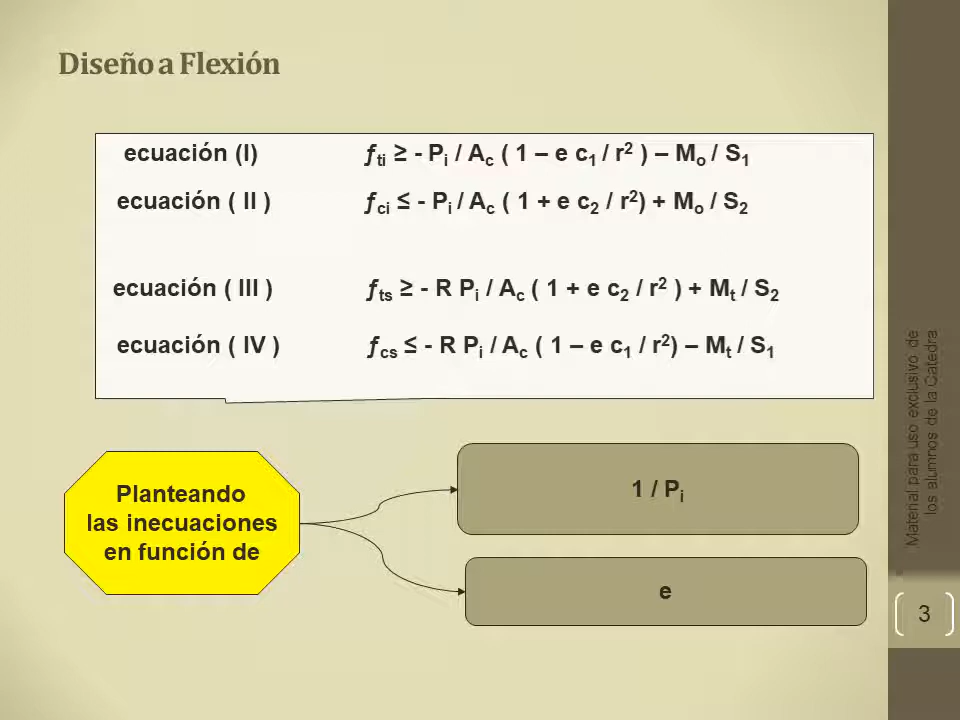 Diseño a Flexión
ecuación (I) ƒti ≥ - Pi / Ac ( 1 – e c1 / r2 ) – Mo / S1
ecuación ( II ) ƒci ≤ - Pi / Ac ( 1 + e c2 / r2) + Mo / S2
ecuación ( III ) ƒts ≥ - R Pi / Ac ( 1 + e c2 / r2 ) + Mt / S2
ecuación ( IV ) ƒcs ≤ - R Pi / Ac ( 1 – e c1 / r2) – Mt / S1
Planteando
las inecuaciones
en función de
1 / Pi
e
Material para uso exclusivo de
los alumnos de la Catedra
3